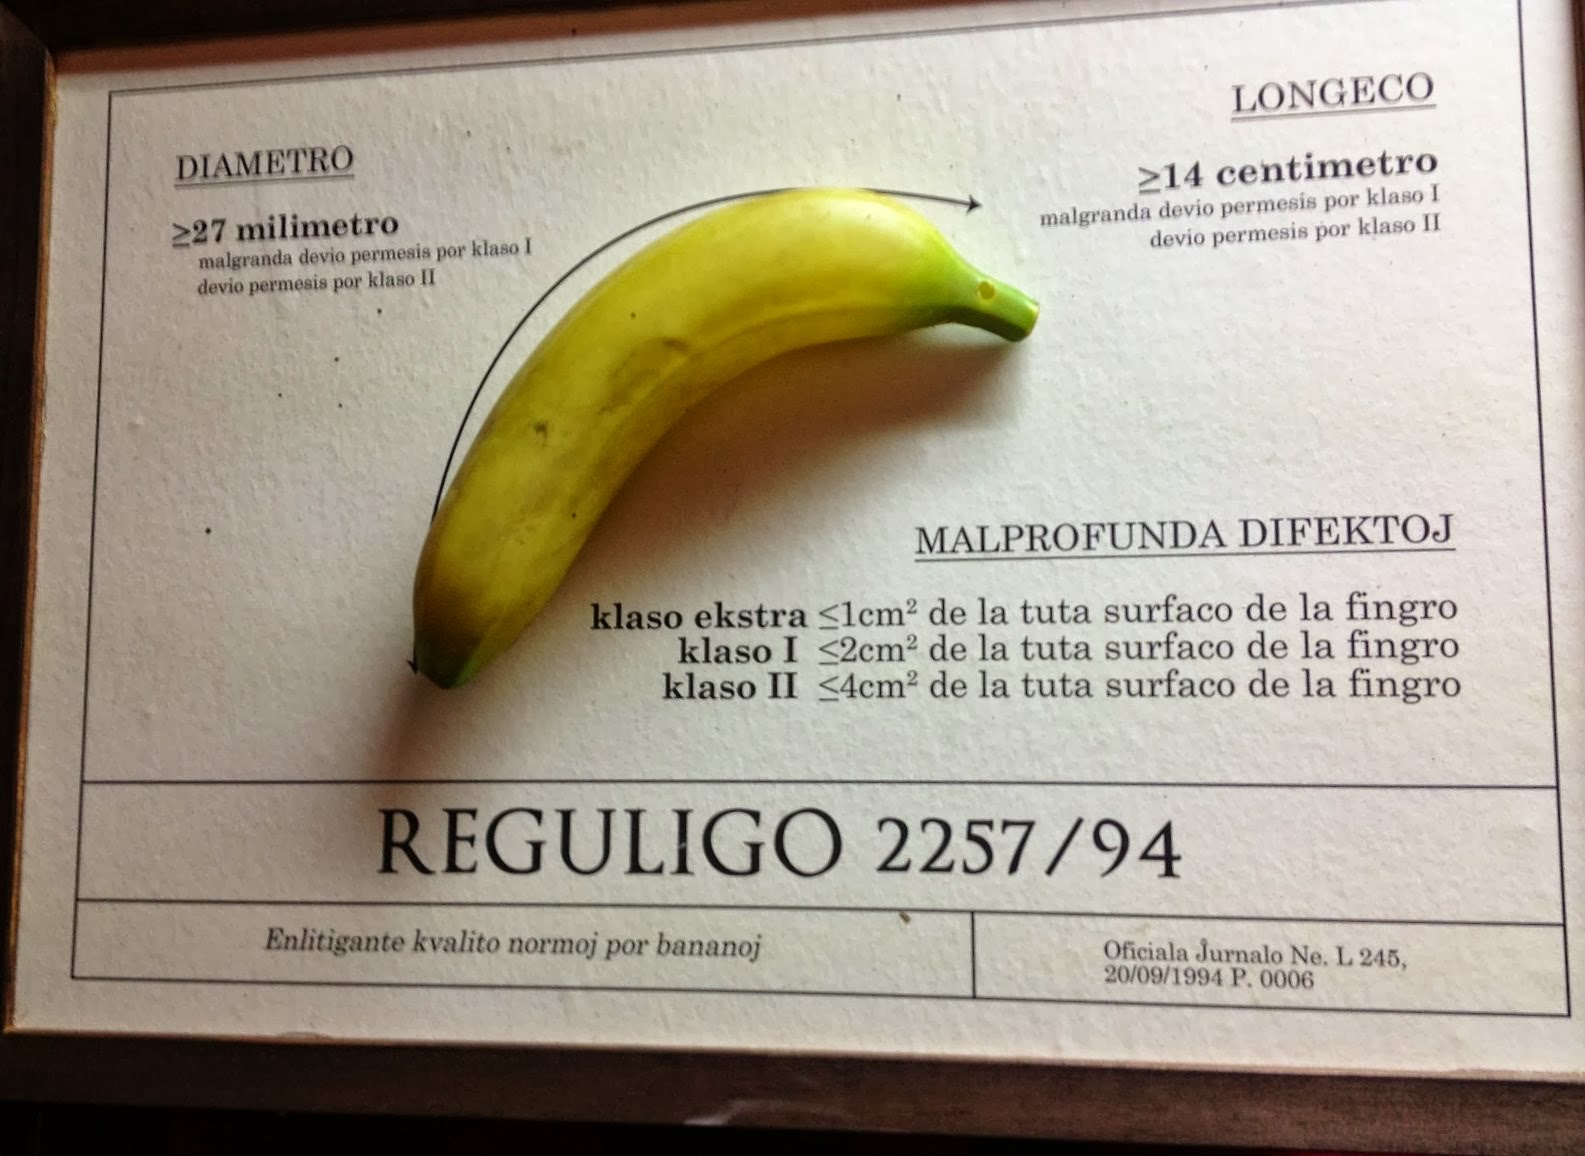 DIAMETRO
≥27 milimetro
malgranda devio permesis por klaso I
devio permesis por klaso II
LONGECO
≥14 centimetro
malgranda devio permesis por klaso I
devio permesis por klaso II
MALPROFUNDA DIFEKTOJ
klaso ekstra ≤1cm² de la tuta surfaco de la fingro
klaso I ≤2cm² de la tuta surfaco de la fingro
klaso II ≤4cm² de la tuta surfaco de la fingro
REGULIGO 2257/94
Enlitigante kvalito normoj por bananoj
Oficiala Ĵurnalo Ne. L 245,
20/09/1994 P. 0006